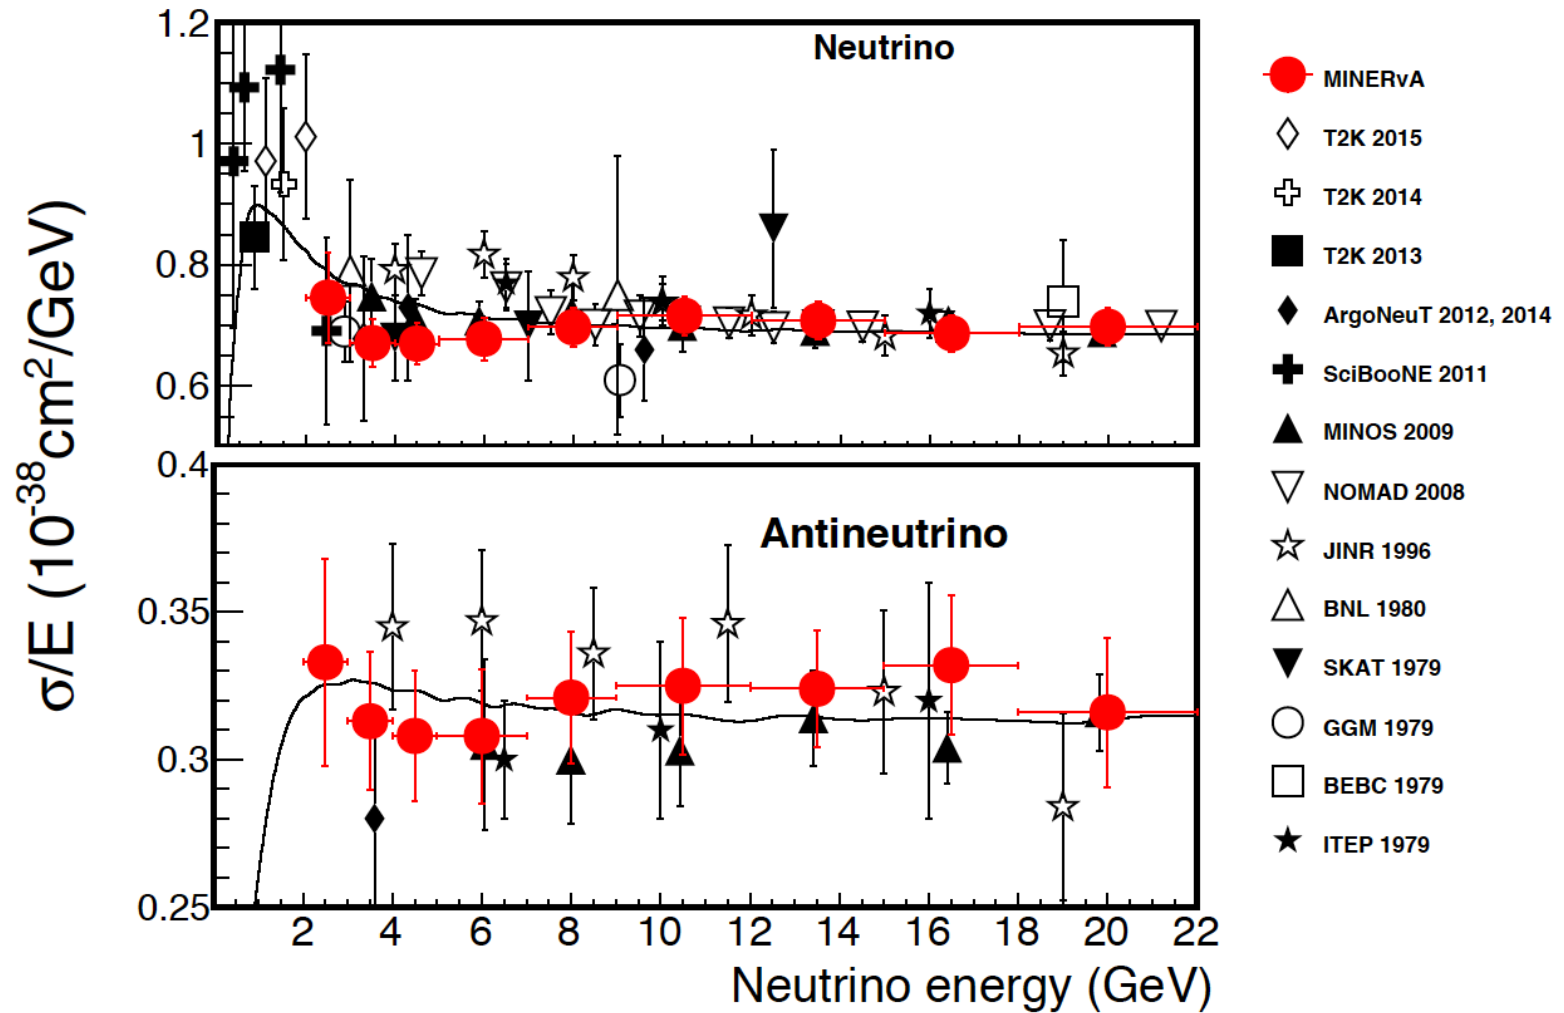 Neutrino
1.2
1
0.8
0.6
σ/E (10⁻³⁸cm²/GeV)
Antineutrino
0.4
0.35
0.3
0.25
2 4 6 8 10 12 14 16 18 20 22
Neutrino energy (GeV)
MINERvA
T2K 2015
T2K 2014
T2K 2013
ArgoNeuT 2012, 2014
SciBooNE 2011
MINOS 2009
NOMAD 2008
JINR 1996
BNL 1980
SKAT 1979
GGM 1979
BEBC 1979
ITEP 1979